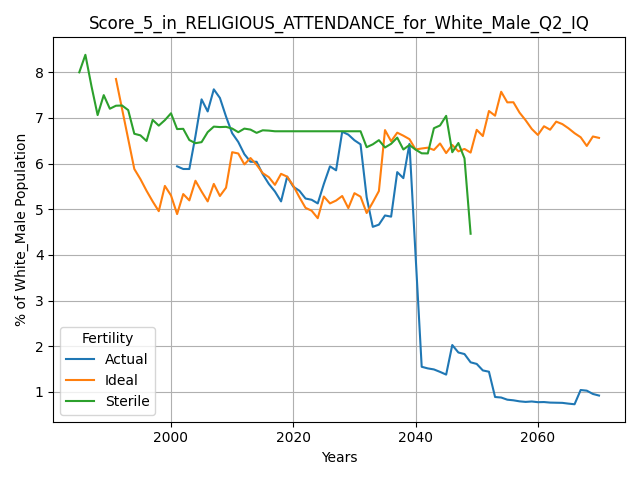 Score_5_in_RELIGIOUS_ATTENDANCE_for_White_Male_Q2_IQ
% of White_Male Population
8
7
6
5
4
3
2
1
Fertility
Actual
Ideal
Sterile
2000
2020
2040
2060
Years